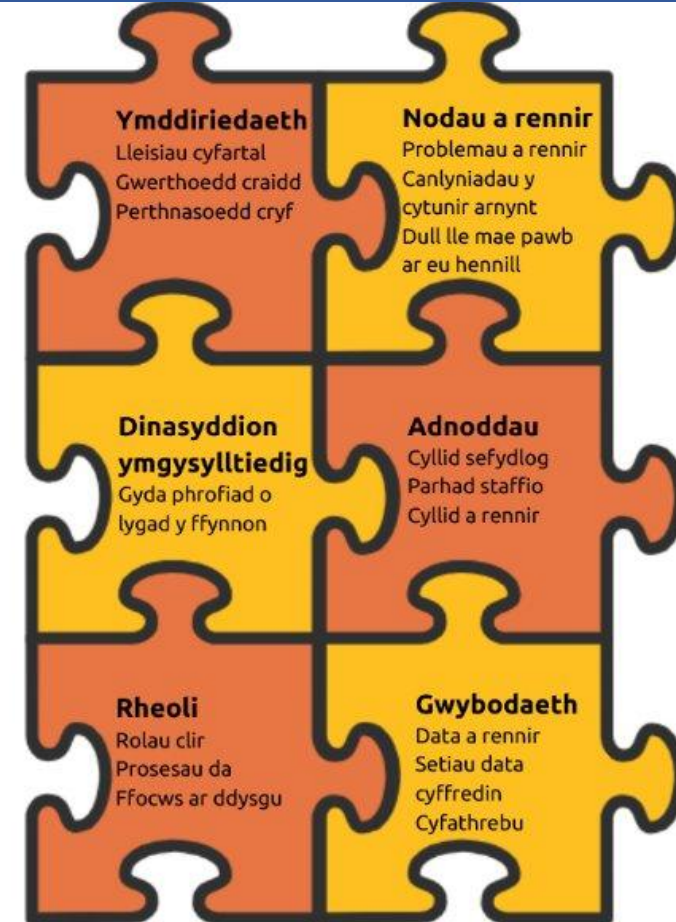 Ymddiriedaeth
Lleisiau cyfartal
Gwerthoedd craidd
Perthnasoedd cryf
Nodau a rennir
Problemau a rennir
Canlyniadau y
cytunir arnynt
Dull lle mae pawb
ar eu hennill
Dinasyddion
ymgysylltiedig
Gyda phrofiad o
lygad y ffynnon
Adnoddau
Cyllid sefydlog
Parhad staffio
Cyllid a rennir
Rheoli
Rolau clir
Prosesau da
Ffocws ar ddysgu
Gwybodaeth
Data a rennir
Setiau data
cyffredin
Cyfathrebu